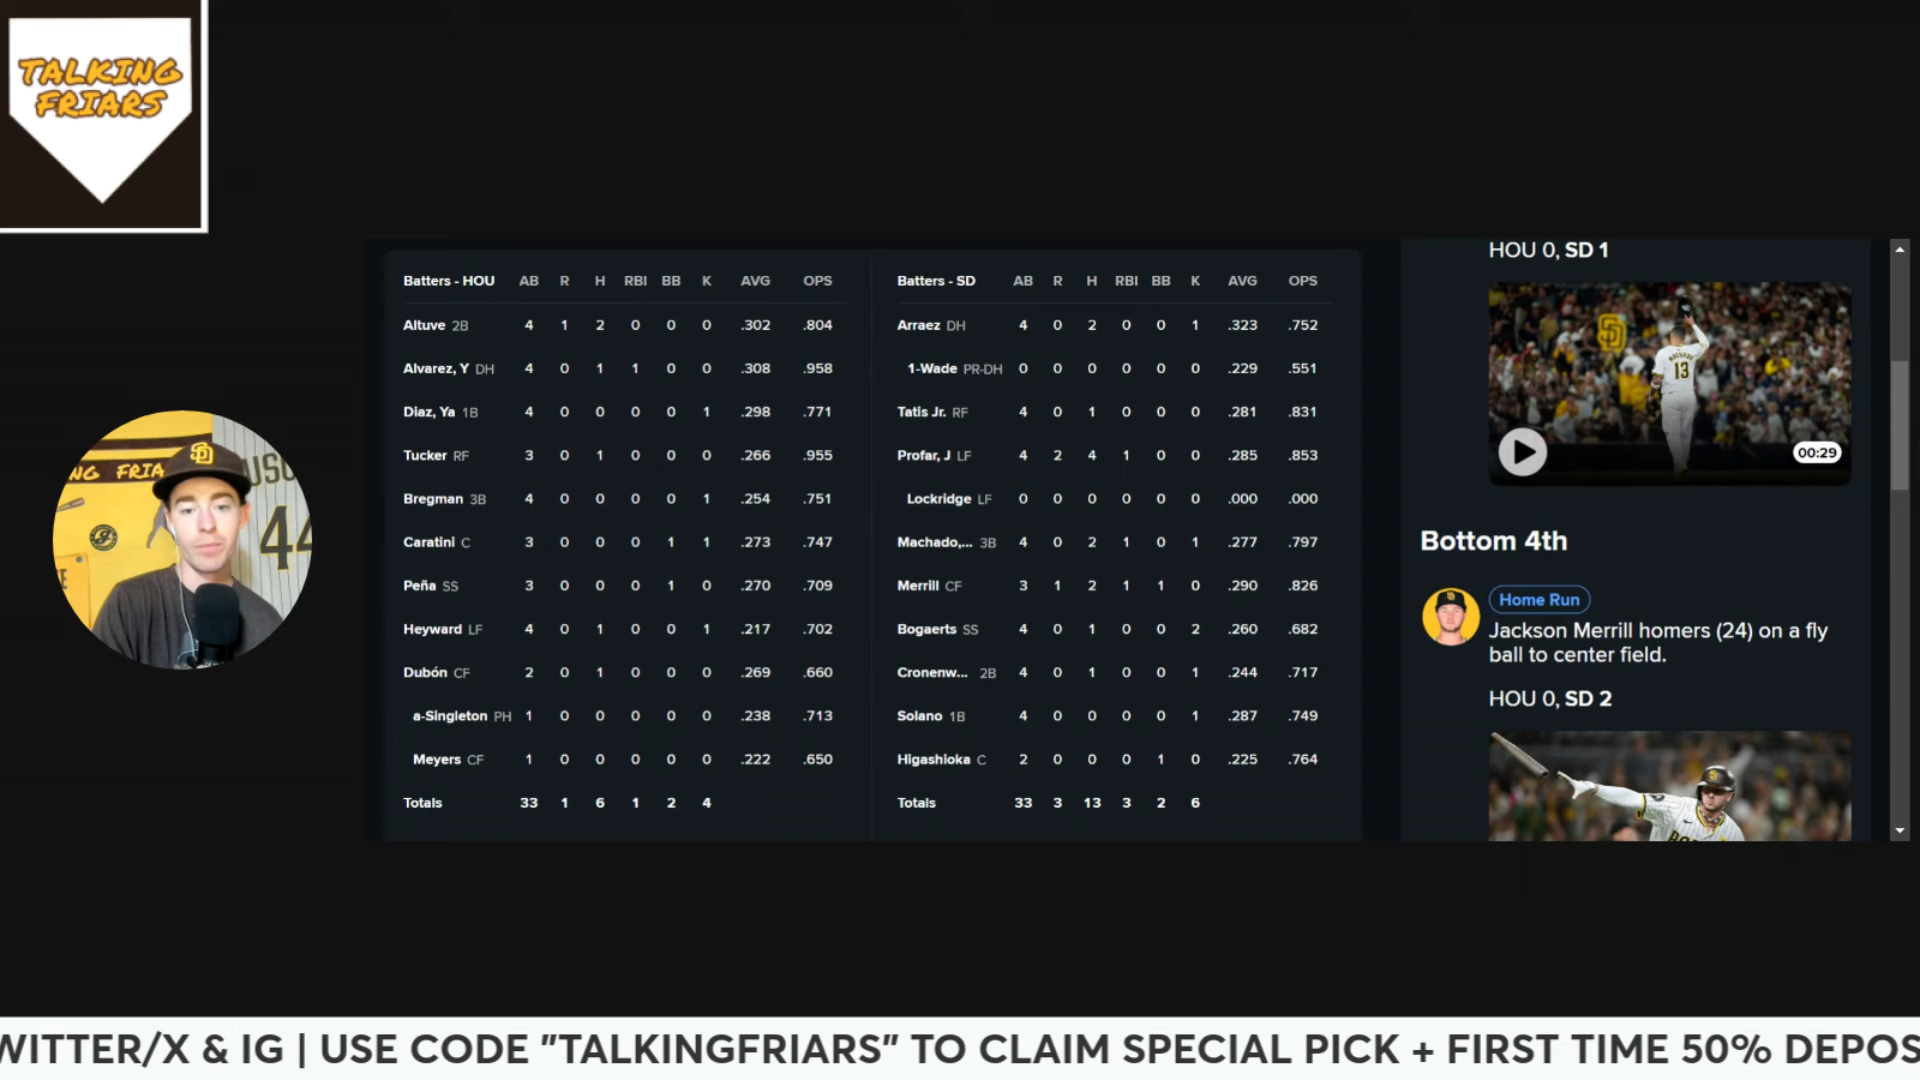 TALKING
FRIARS
Batters - HOU AB R H RBI BB K AVG OPS
Altuve 2B 4 1 2 0 0 0 .302 .804
Alvarez, Y DH 4 0 1 1 0 0 .308 .958
Diaz, Ya 1B 4 0 0 0 0 1 .298 .771
Tucker RF 3 0 1 0 0 0 .266 .955
Bregman 3B 4 0 0 0 0 1 .254 .751
Caratini C 3 0 0 0 1 1 .273 .747
Peña SS 3 0 0 0 1 0 .270 .709
Heyward LF 4 0 1 0 0 1 .217 .702
Dubón CF 2 0 1 0 0 0 .269 .660
a-Singleton PH 1 0 0 0 0 0 .238 .713
Meyers CF 1 0 0 0 0 0 .222 .650
Totals 33 1 6 1 2 4
Batters - SD AB R H RBI BB K AVG OPS
Arraez DH 4 0 2 0 0 1 .323 .752
1-Wade PR-DH 0 0 0 0 0 0 .229 .551
Tatis Jr. RF 4 0 1 0 0 0 .281 .831
Profar, J LF 4 2 4 1 0 0 .285 .853
Lockridge LF 0 0 0 0 0 0 .000 .000
Machado,... 3B 4 0 2 1 0 1 .277 .797
Merrill CF 3 1 2 1 1 0 .290 .826
Bogaerts SS 4 0 1 0 0 2 .260 .682
Cronenw... 2B 4 0 1 0 0 1 .244 .717
Solano 1B 4 0 0 0 0 1 .287 .749
Higashioka C 2 0 0 0 1 0 .225 .764
Totals 33 3 13 3 2 6
HOU 0, SD 1
MACHADO
13
00:29
Bottom 4th
Home Run
Jackson Merrill homers (24) on a fly
ball to center field.
HOU 0, SD 2
NG FRIA
44
WITTER/X & IG | USE CODE "TALKINGFRIARS" TO CLAIM SPECIAL PICK + FIRST TIME 50% DEPOS